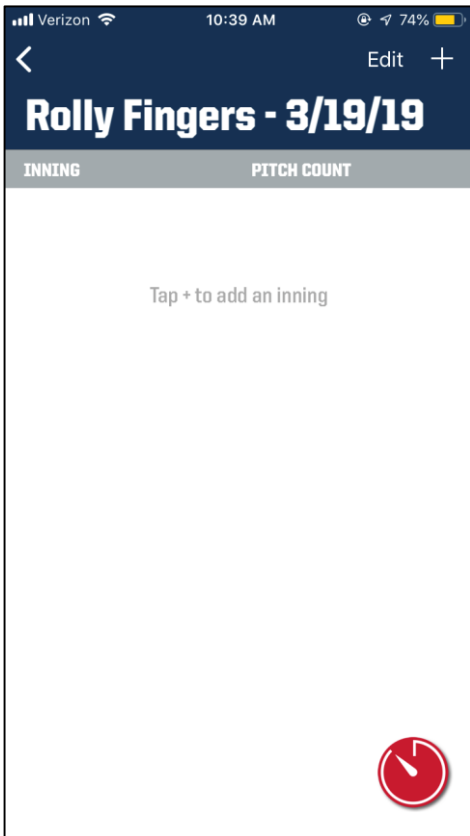 Verizon 10:39 AM 74%
Edit +
Rolly Fingers - 3/19/19
INNING PITCH COUNT
Tap + to add an inning